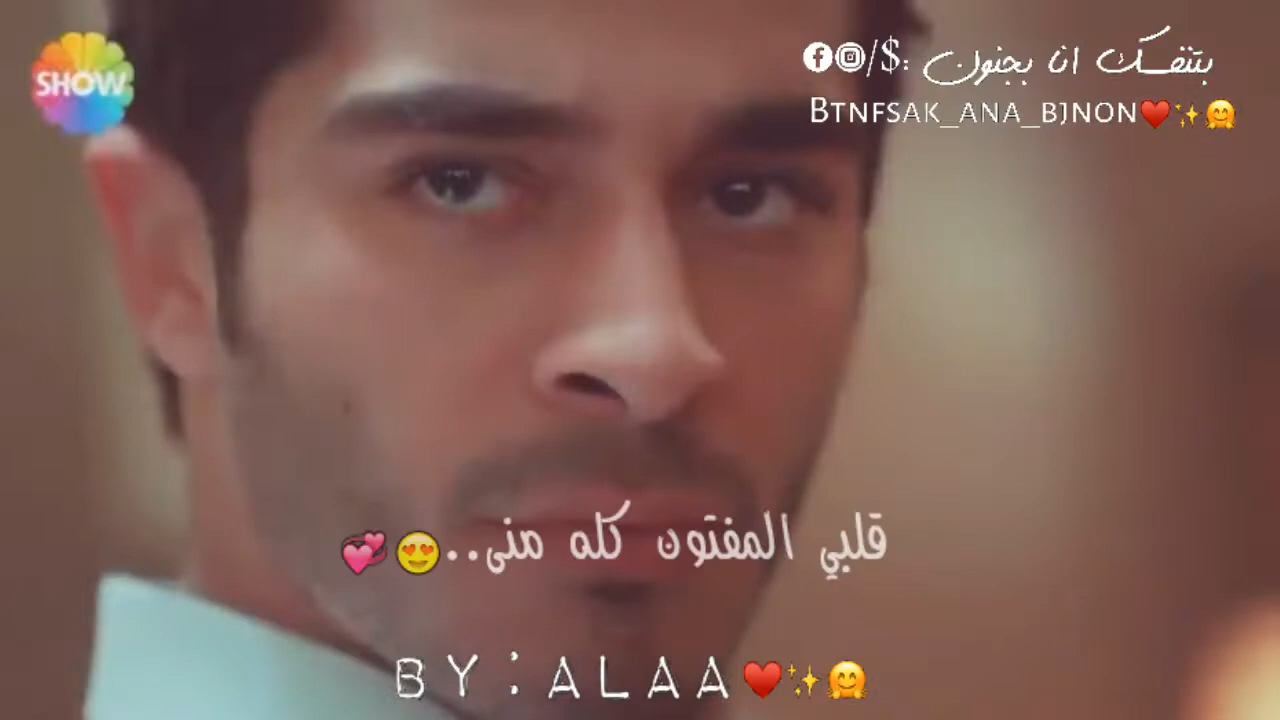 SHOW
بتنفسك انا بجنون :$/
BTNFSAK_ANA_BJNON♥️✨🤗
قلبي المفتون كله منى..😍💞
BY:ALAA♥️✨🤗